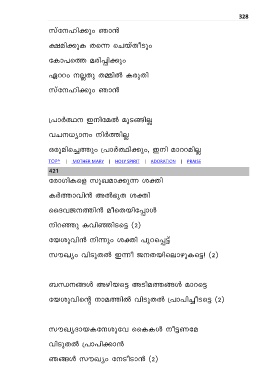 328
സ്നേഹിക്കും ഞാൻ
ക്ഷമിക്കുക തന്നെ ചെയ്തീടും
കോപത്തെ മരിപ്പിക്കും
ഏററം നല്ലതു തമ്മിൽ കരുതി
സ്നേഹിക്കും ഞാൻ
പ്രാർത്ഥന ഇനിമേൽ മുടങ്ങില്ല
വചനധ്യാനം നിർത്തില്ല
ഒരുമിച്ചെത്തും പ്രാർത്ഥിക്കും, ഇനി മാററമില്ല
TOP^ | MOTHER MARY | HOLY SPIRIT | ADORATION | PRAISE
421
രോഗികളെ സുഖമാക്കുന്ന ശക്തി
കർത്താവിൻ അൽഭുത ശക്തി
ദൈവജനത്തിൻ മീതെയിപ്പോൾ
നിറഞ്ഞു കവിഞ്ഞിടട്ടെ (2)
യേശുവിൻ നിന്നും ശക്തി പുറപ്പെട്ട്
സൗഖ്യം വിടുതൽ ഇന്നീ ജനതയിലൊഴുകട്ടെ! (2)
ബന്ധനങ്ങൾ അഴിയട്ടെ അടിമത്തങ്ങൾ മാറട്ടെ
യേശുവിന്റെ നാമത്തിൽ വിടുതൽ പ്രാപിച്ചീടട്ടെ (2)
സൗഖ്യദായകനേശുവേ കൈകൾ നീട്ടണമേ
വിടുതൽ പ്രാപിക്കാൻ
ഞങ്ങൾ സൗഖ്യം നേടീടാൻ (2)